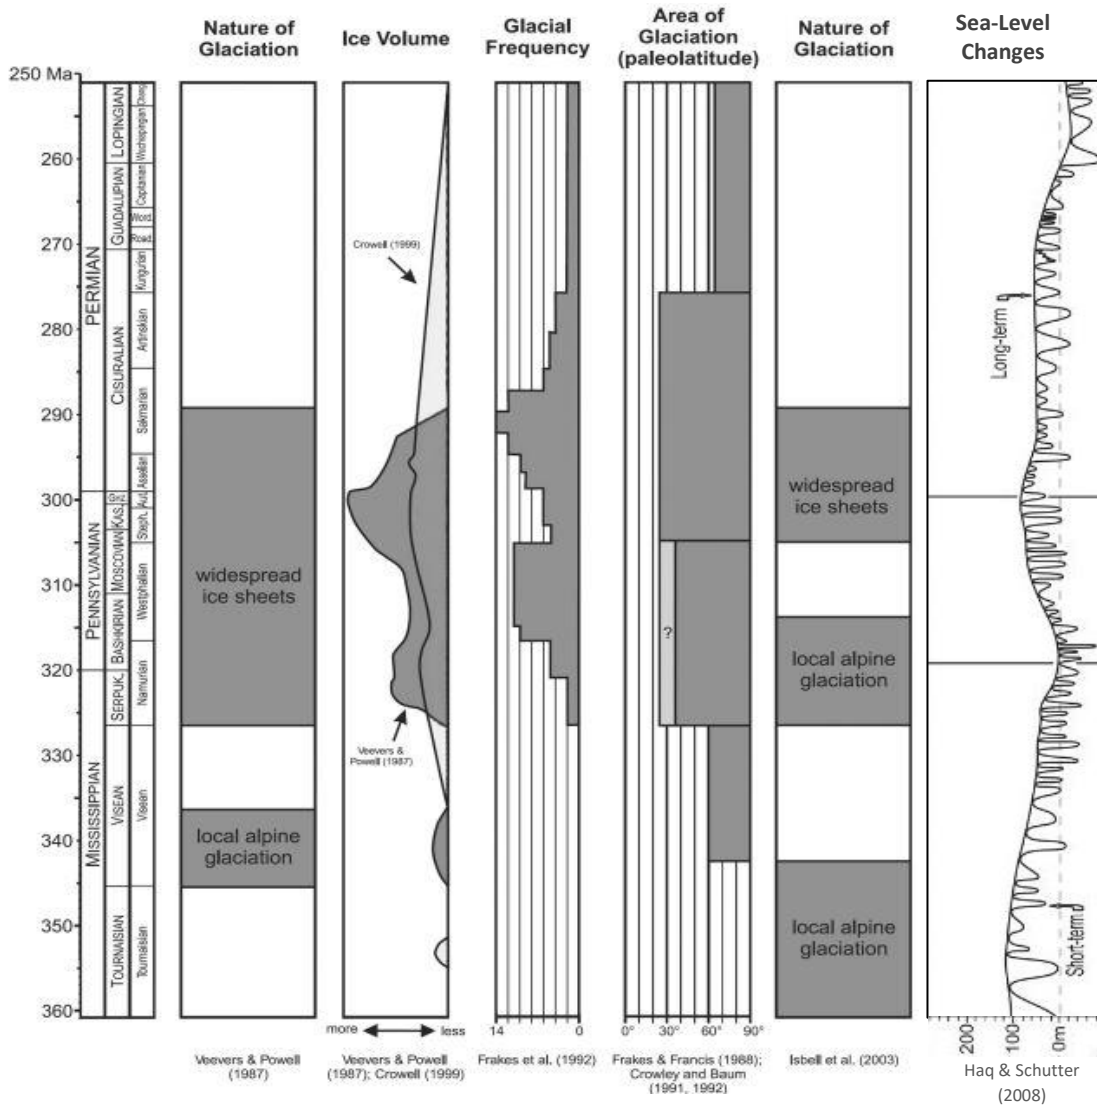 Nature of
Glaciation
Ice Volume
Glacial
Frequency
Area of
Glaciation
(paleolatitude)
Nature of
Glaciation
Sea-Level
Changes
250 Ma
260
270
280
290
300
310
320
330
340
350
360
PERMIAN
PENNSYLVANIAN
MISSISSIPPIAN
LOPINGIAN
GUADALUPIAN
CISURALIAN
KAS.
MOSCOVIAN
BASHKIRIAN
SERPUK.
VISEAN
TOURNAISIAN
Wuchiapingian
Capitanian
Word.
Road.
Kungurian
Artinskian
Sakmarian
Asselian
Aut.
Steph.
Westphalian
Namurian
Visean
Tournaisian
widespread
ice sheets
local alpine
glaciation
Crowell (1999)
Veevers &
Powell (1987)
more
less
14
0
?
0°
30°
60°
90°
widespread
ice sheets
local alpine
glaciation
local alpine
glaciation
Long-term
Short-term
200
100
0m
Veevers & Powell
(1987)
Veevers & Powell
(1987); Crowell (1999)
Frakes et al. (1992)
Frakes & Francis (1988);
Crowley and Baum
(1991, 1992)
Isbell et al. (2003)
Haq & Schutter
(2008)